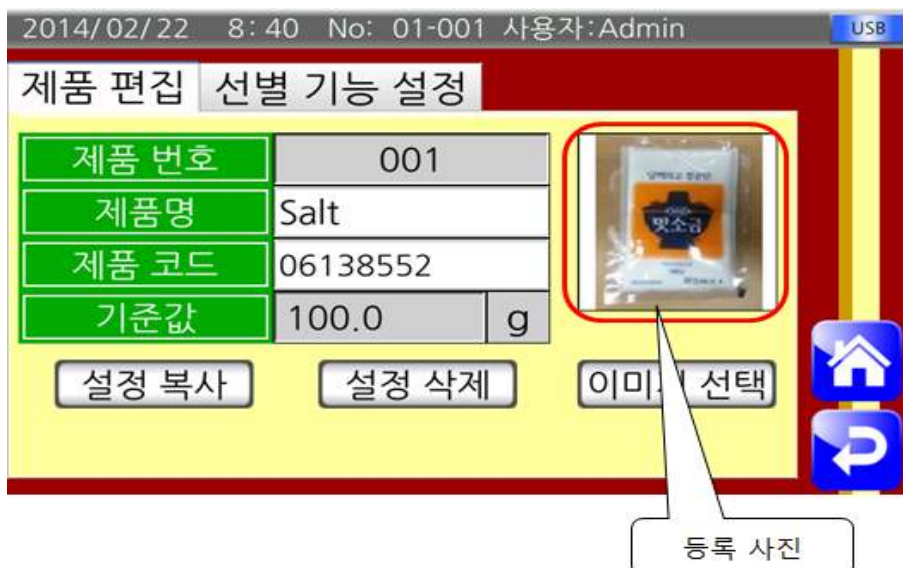 2014/02/22 8:40 No: 01-001 사용자:Admin USB
제품 편집 선별 기능 설정
제품 번호 001
제품명 Salt
제품 코드 06138552
기준값 100.0 g
맛소금
설정 복사 설정 삭제 선택
등록 사진